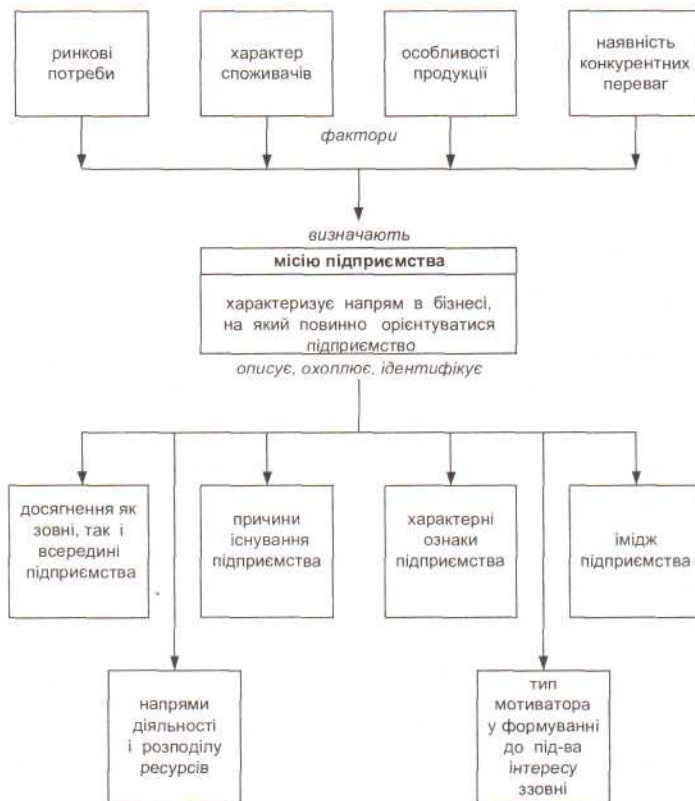 ринкові
потреби
характер
споживачів
особливості
продукції
наявність
конкурентних
переваг
фактори
визначають
місію підприємства
характеризує напрям в бізнесі,
на який повинно орієнтуватися
підприємство
описує, охоплює, ідентифікує
досягнення як
зовні, так і
всередині
підприємства
причини
існування
підприємства
характерні
ознаки
підприємства
імідж
підприємства
напрями
діяльності
і розподілу
ресурсів
тип
мотиватора
у формуванні
до під-ва
інтересу
ззовні